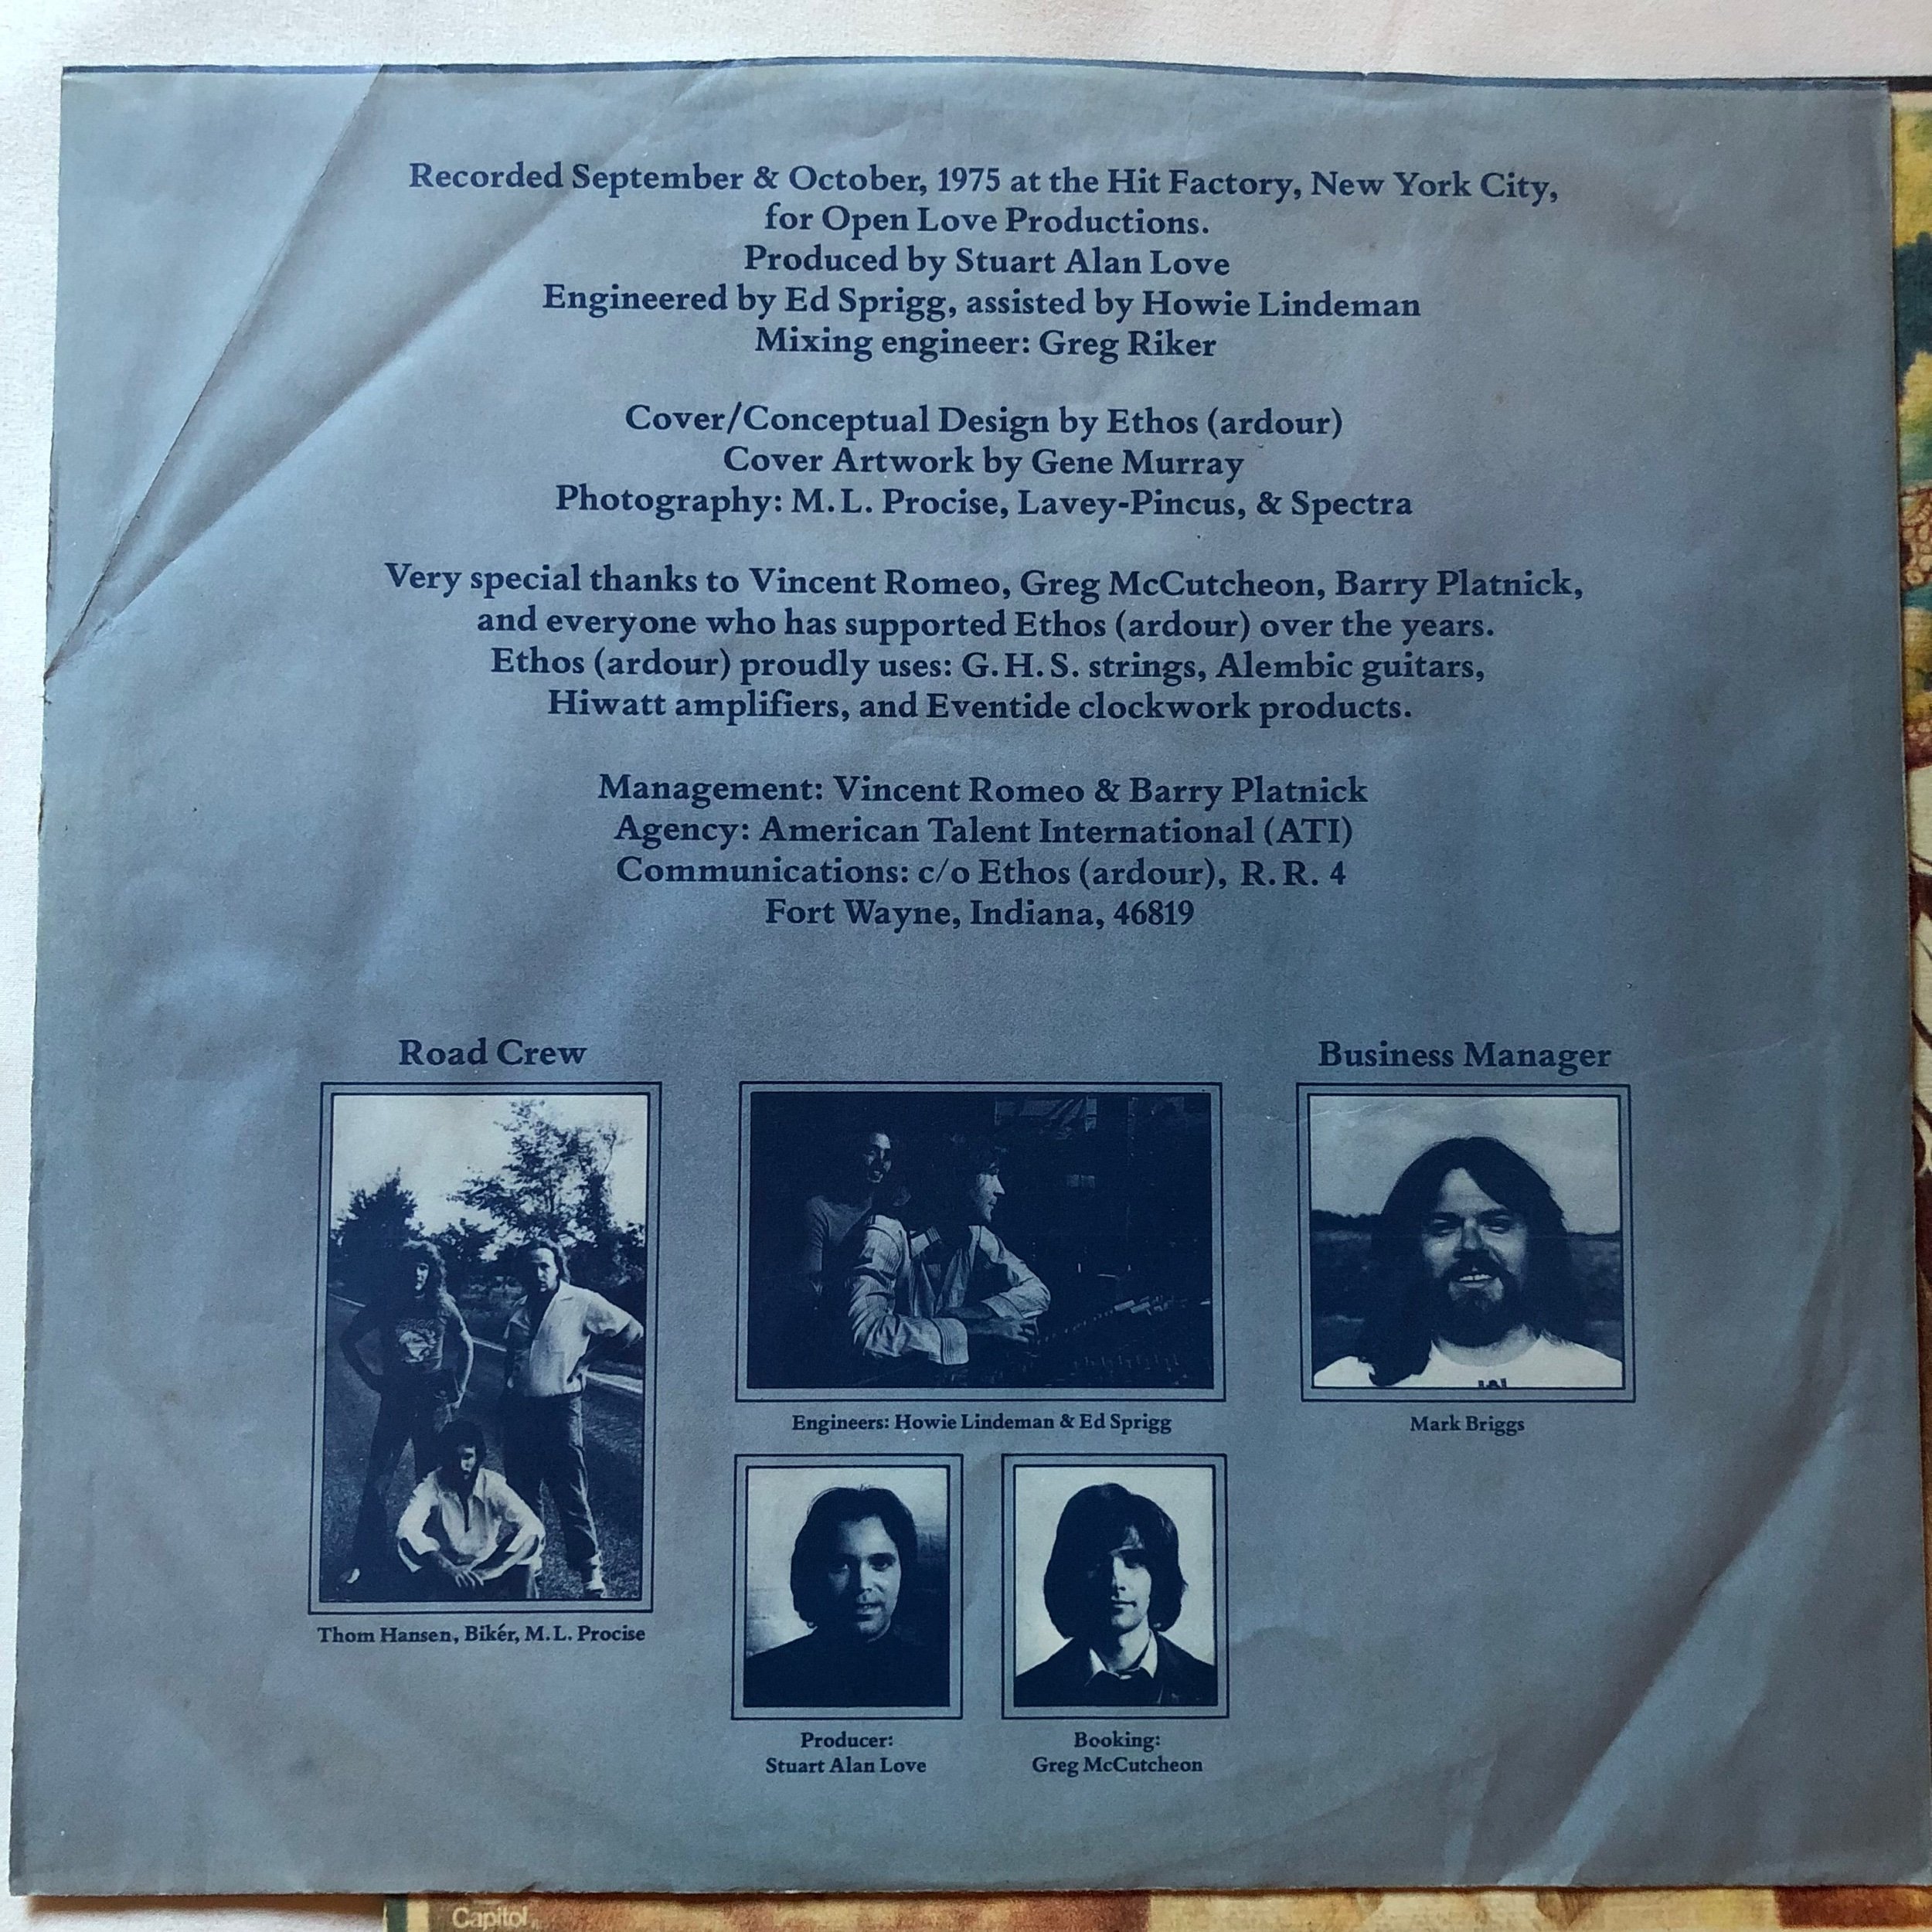 Recorded September & October, 1975 at the Hit Factory, New York City,
for Open Love Productions.
Produced by Stuart Alan Love
Engineered by Ed Sprigg, assisted by Howie Lindeman
Mixing engineer: Greg Riker
Cover/Conceptual Design by Ethos (ardour)
Cover Artwork by Gene Murray
Photography: M.L. Procise, Lavey-Pincus, & Spectra
Very special thanks to Vincent Romeo, Greg McCutcheon, Barry Platnick,
and everyone who has supported Ethos (ardour) over the years.
Ethos (ardour) proudly uses: G.H.S. strings, Alembic guitars,
Hiwatt amplifiers, and Eventide clockwork products.
Management: Vincent Romeo & Barry Platnick
Agency: American Talent International (ATI)
Communications: c/o Ethos (ardour), R.R. 4
Fort Wayne, Indiana, 46819
Road Crew
Business Manager
Engineers: Howie Lindeman & Ed Sprigg
Mark Briggs
Thom Hansen, Bikér, M.L. Procise
Producer:
Stuart Alan Love
Booking:
Greg McCutcheon
Capitol